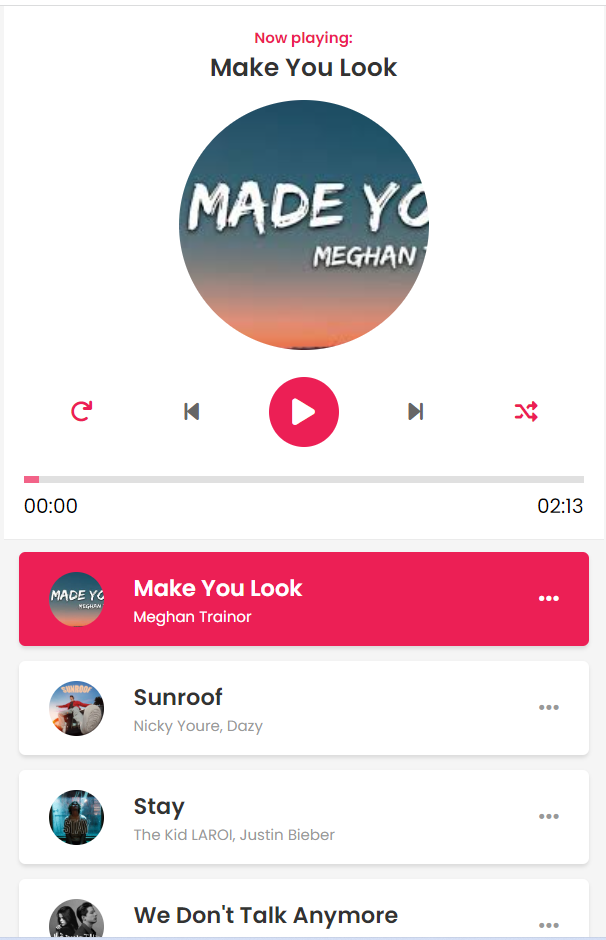 Now playing:
Make You Look
MADE YO
MEGHAN
00:00
02:13
MADE YO
MEGHAN
Make You Look
Meghan Trainor
SUNROOF
Sunroof
Nicky Youre, Dazy
STAY
Stay
The Kid LAROI, Justin Bieber
We Don't Talk Anymore